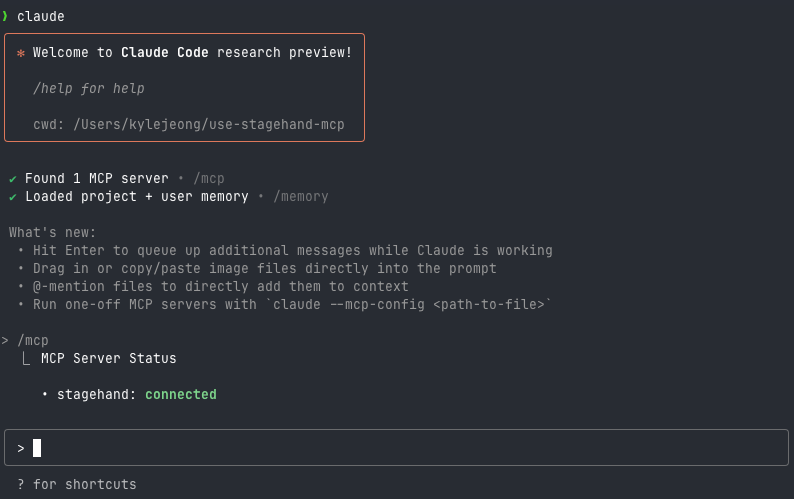 ❯ claude
✻ Welcome to Claude Code research preview!
/help for help
cwd: /Users/kylejeong/use-stagehand-mcp
✔ Found 1 MCP server • /mcp
✔ Loaded project + user memory • /memory
What's new:
• Hit Enter to queue up additional messages while Claude is working
• Drag in or copy/paste image files directly into the prompt
• @-mention files to directly add them to context
• Run one-off MCP servers with `claude --mcp-config <path-to-file>`
> /mcp
⎿ MCP Server Status
• stagehand: connected
>
? for shortcuts